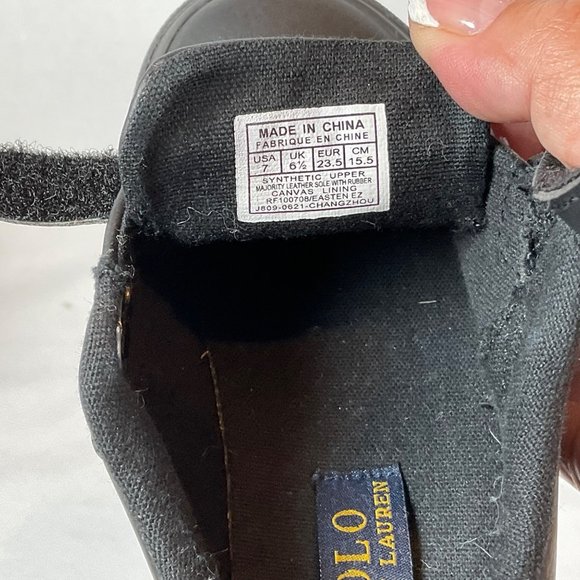 MADE IN CHINA
FABRIQUE EN CHINE
USA UK EUR CM
7 6½ 23.5 15.5
SYNTHETIC UPPER
MAJORITY LEATHER SOLE WITH RUBBER
CANVAS LINING
RF100708/EASTEN EZ
J809-0621-CHANGZHOU
OLO
LAUREN